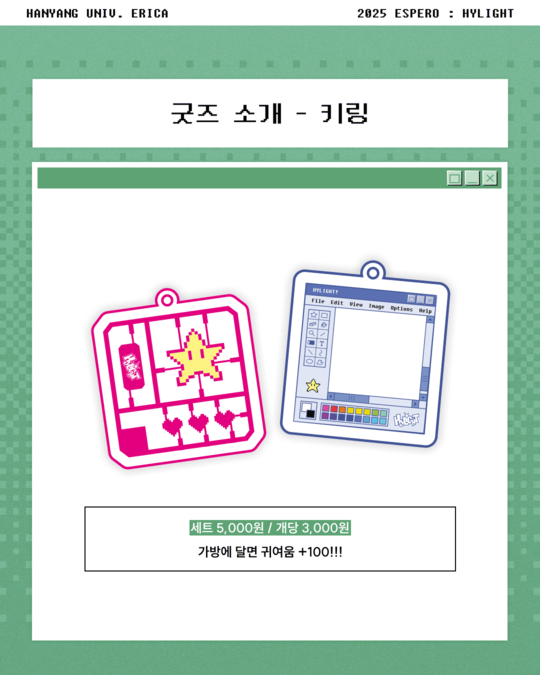 HANYANG UNIV. ERICA
2025 ESPERO : HYLIGHT
굿즈 소개 - 키링
HYLIGHT!
File Edit View Image Options Help
T
HYLIGHT
세트 5,000원 / 개당 3,000원
가방에 달면 귀여움 +100!!!